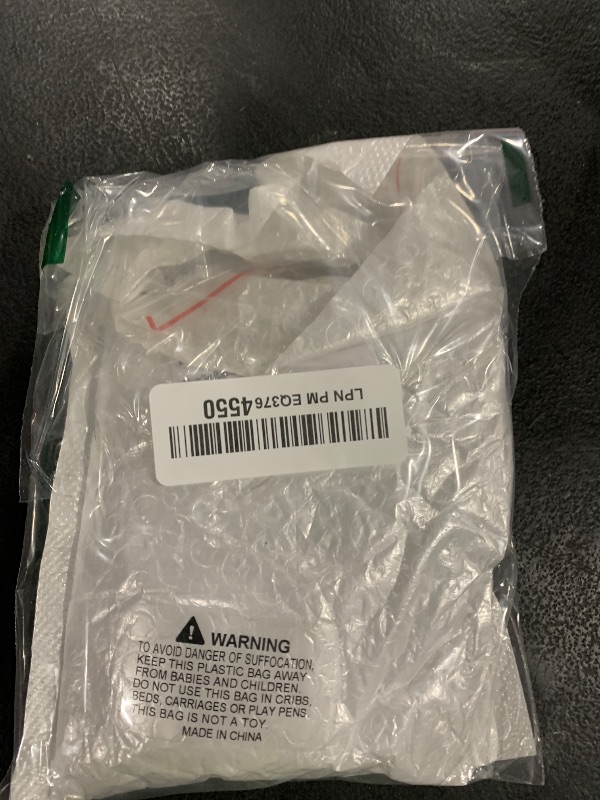 LPN PM EQ3764550
WARNING
TO AVOID DANGER OF SUFFOCATION,
KEEP THIS PLASTIC BAG AWAY
FROM BABIES AND CHILDREN.
DO NOT USE THIS BAG IN CRIBS,
BEDS, CARRIAGES OR PLAY PENS.
THIS BAG IS NOT A TOY.
MADE IN CHINA